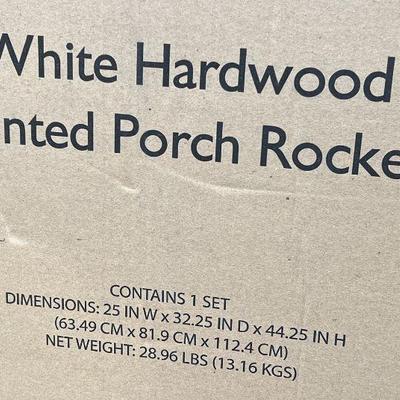 White Hardwood
nted Porch Rocke
CONTAINS 1 SET
DIMENSIONS: 25 IN W x 32.25 IN D x 44.25 IN H
(63.49 CM x 81.9 CM x 112.4 CM)
NET WEIGHT: 28.96 LBS (13.16 KGS)